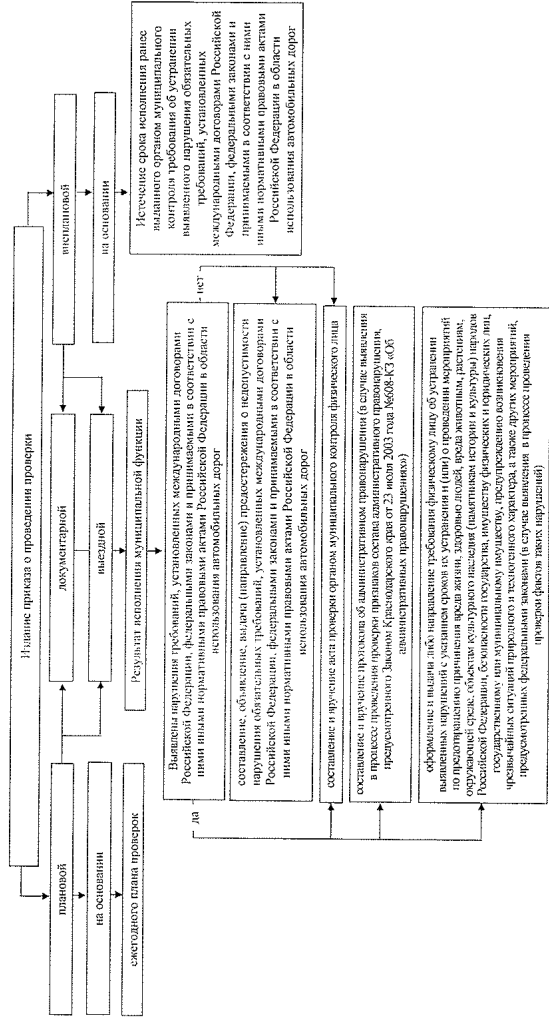 Издание приказа о проведении проверки
плановой
документарной
внеплановой
на основании
выездной
на основании
ежегодного плана проверок
Результат исполнения муниципальной функции
Истечение срока исполнения ранее
выданного органом муниципального
контроля требования об устранении
выявленного нарушения обязательных
требований, установленных
международными договорами Российской
Федерации, федеральными законами и
принимаемыми в соответствии с ними
иными нормативными правовыми актами
Российской Федерации в области
использования автомобильных дорог
Выявлены нарушения требований, установленных международными договорами
Российской Федерации, федеральными законами и принимаемыми в соответствии с
ними иными нормативными правовыми актами Российской Федерации в области
использования автомобильных дорог
да
нет
составление, объявление, выдача (направление) предостережения о недопустимости
нарушения обязательных требований, установленных международными договорами
Российской Федерации, федеральными законами и принимаемыми в соответствии с
ними иными нормативными правовыми актами Российской Федерации в области
использования автомобильных дорог
составление и вручение акта проверки органом муниципального контроля физического лица
составление и вручение протокола об административном правонарушении (в случае выявления
в процессе проведения проверки признаков состава административного правонарушения,
предусмотренного Законом Краснодарского края от 23 июля 2003 года №608-КЗ «Об
административных правонарушениях»)
оформление и выдачи либо направление требования физическому лицу об устранении
выявленных нарушений с указанием сроков их устранения и (или) о проведении мероприятий
по предотвращению причинения вреда жизни, здоровью людей, вреда животным, растениям,
окружающей среде, объектам культурного наследия (памятникам истории и культуры) народов
Российской Федерации, безопасности государства, имуществу физических и юридических лиц,
государственному или муниципальному имуществу, предупреждению возникновения
чрезвычайных ситуаций природного и техногенного характера, а также других мероприятий,
предусмотренных федеральными законами (в случае выявления в процессе проведения
проверки фактов таких нарушений)